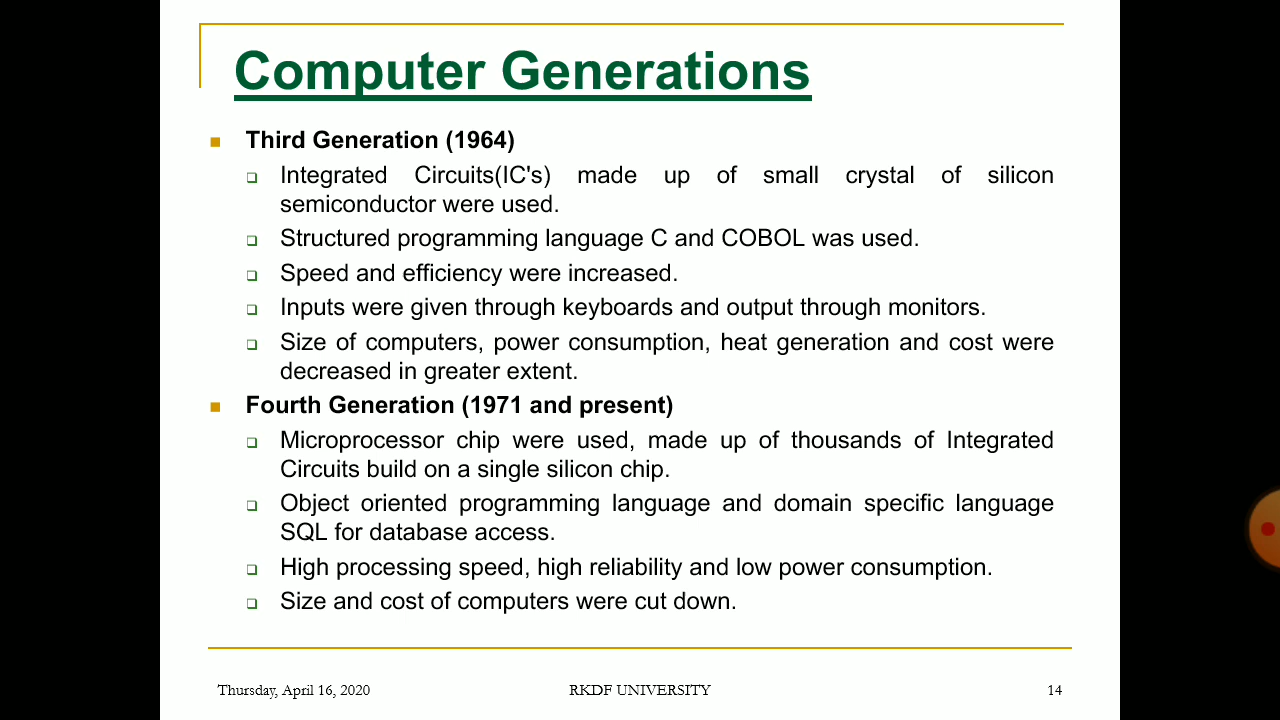 Computer Generations
Third Generation (1964)
Integrated Circuits(IC's) made up of small crystal of silicon
semiconductor were used.
Structured programming language C and COBOL was used.
Speed and efficiency were increased.
Inputs were given through keyboards and output through monitors.
Size of computers, power consumption, heat generation and cost were
decreased in greater extent.
Fourth Generation (1971 and present)
Microprocessor chip were used, made up of thousands of Integrated
Circuits build on a single silicon chip.
Object oriented programming language and domain specific language
SQL for database access.
High processing speed, high reliability and low power consumption.
Size and cost of computers were cut down.
Thursday, April 16, 2020 RKDF UNIVERSITY 14